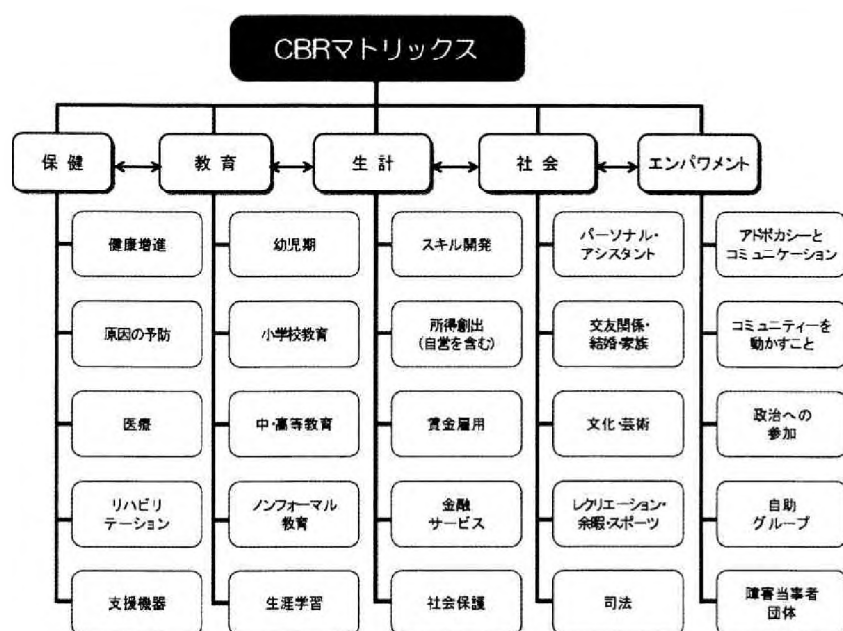 CBRマトリックス
保健
教育
生計
社会
エンパワメント
健康増進
原因の予防
医療
リハビリ
テーション
支援機器
幼児期
小学校教育
中・高等教育
ノンフォーマル
教育
生涯学習
スキル開発
所得創出
(自営を含む)
賃金雇用
金融
サービス
社会保護
パーソナル・
アシスタント
交友関係・
結婚・家族
文化・芸術
レクリエーション・
余暇・スポーツ
司法
アドボカシーと
コミュニケーション
コミュニティーを
動かすこと
政治への
参加
自助
グループ
障害当事者
団体